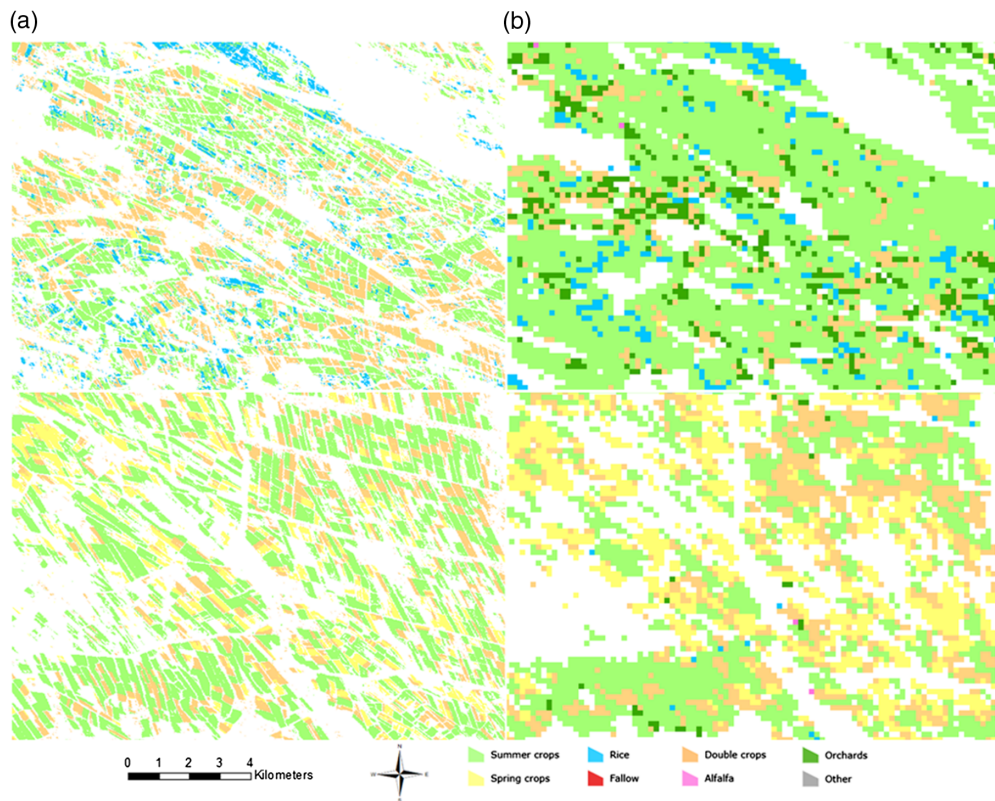 (a) (b)
0 1 2 3 4 Kilometers
N
W E
Summer crops Rice Double crops Orchards
Spring crops Fallow Alfalfa Other